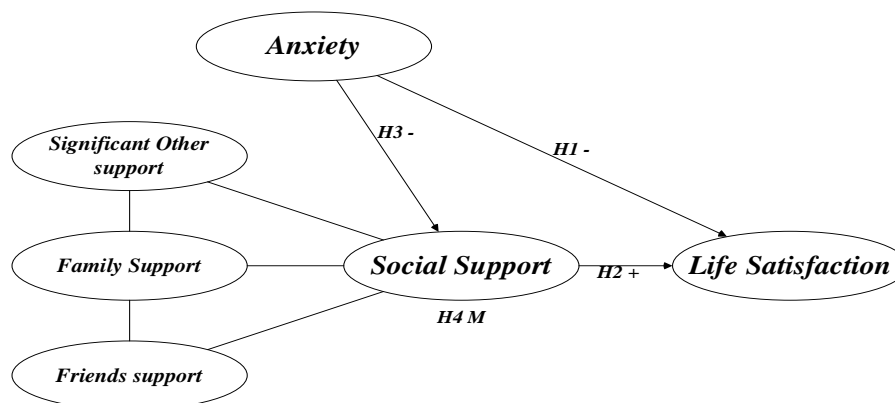 Anxiety
H3 -
Significant Other
support
H1 -
Family Support
Social Support
H2 +
Life Satisfaction
H4 M
Friends support